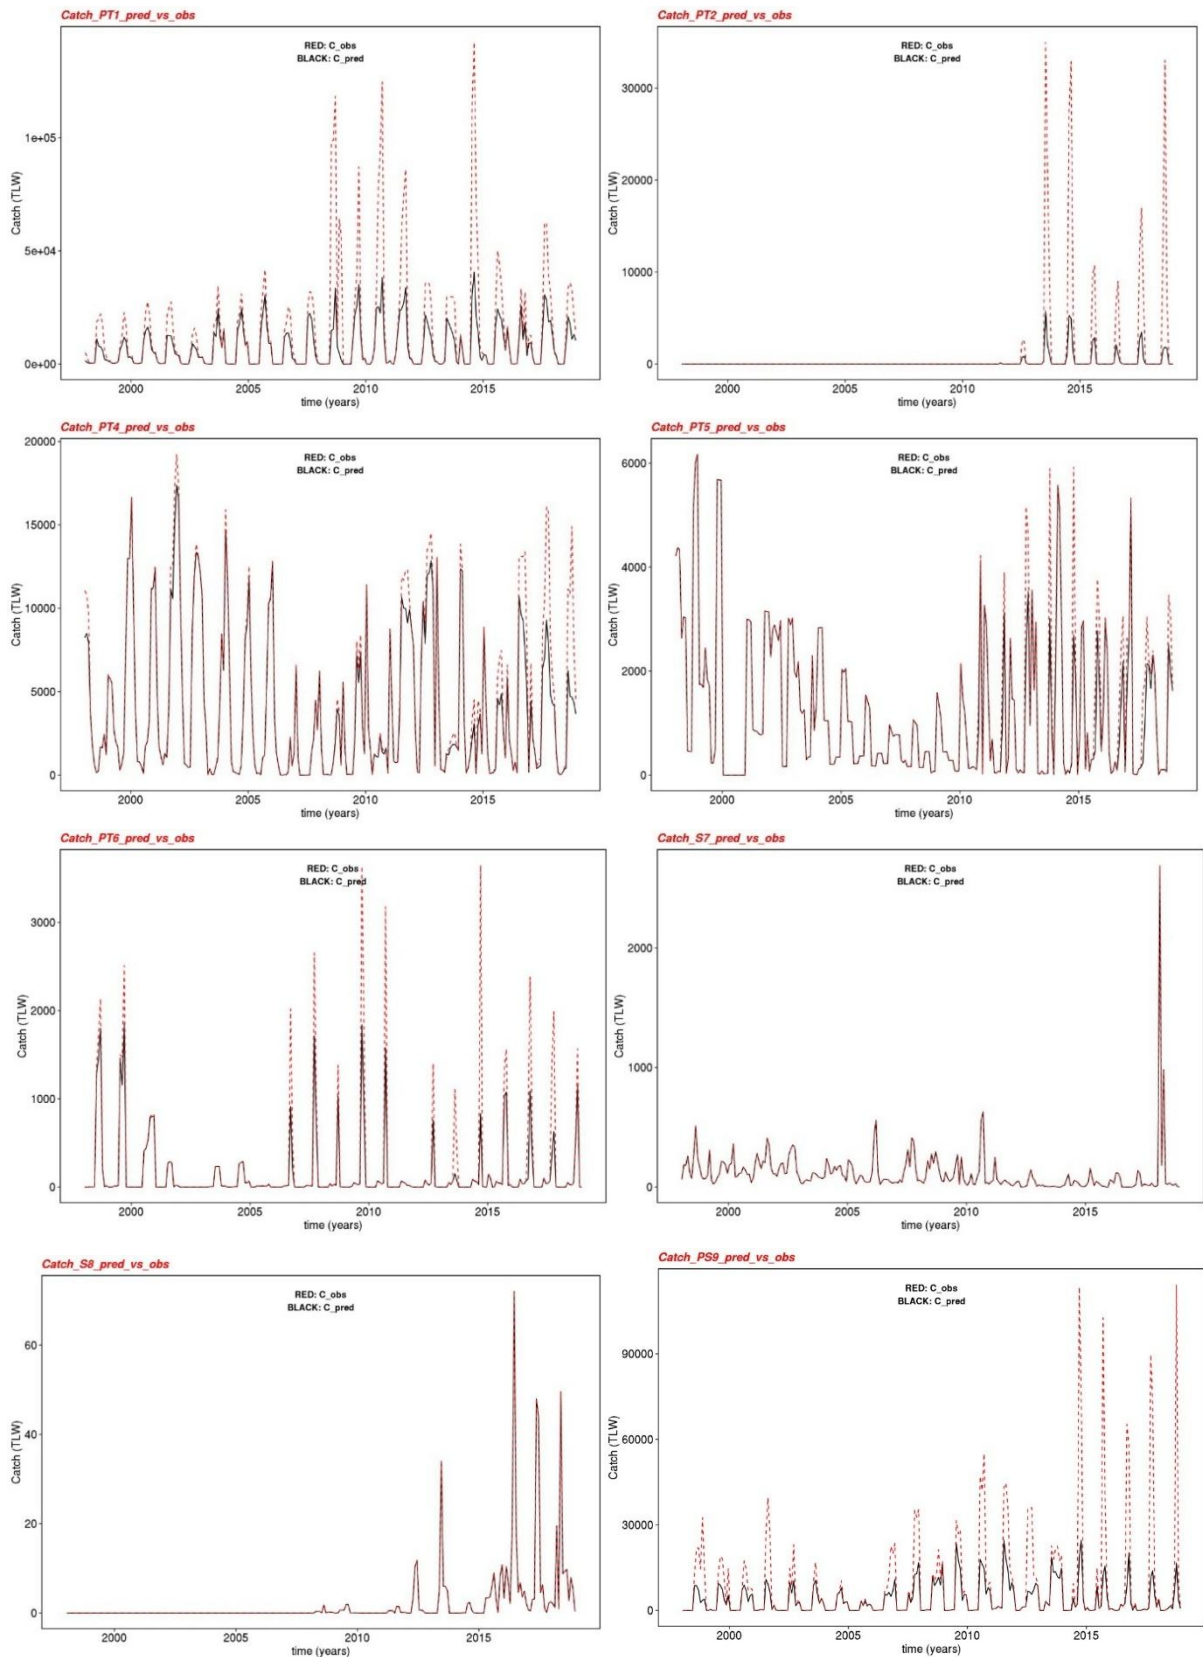 Catch_PT1_pred_vs_obs
RED: C_obs
BLACK: C_pred
1e+05
5e+04
0e+00
Catch (TLW)
2000 2005 2010 2015
time (years)
Catch_PT2_pred_vs_obs
RED: C_obs
BLACK: C_pred
30000
20000
10000
0
Catch (TLW)
2000 2005 2010 2015
time (years)
Catch_PT4_pred_vs_obs
RED: C_obs
BLACK: C_pred
20000
15000
10000
5000
0
Catch (TLW)
2000 2005 2010 2015
time (years)
Catch_PT5_pred_vs_obs
RED: C_obs
BLACK: C_pred
6000
4000
2000
0
Catch (TLW)
2000 2005 2010 2015
time (years)
Catch_PT6_pred_vs_obs
RED: C_obs
BLACK: C_pred
3000
2000
1000
0
Catch (TLW)
2000 2005 2010 2015
time (years)
Catch_S7_pred_vs_obs
RED: C_obs
BLACK: C_pred
2000
1000
0
Catch (TLW)
2000 2005 2010 2015
time (years)
Catch_S8_pred_vs_obs
RED: C_obs
BLACK: C_pred
60
40
20
0
Catch (TLW)
2000 2005 2010 2015
time (years)
Catch_PS9_pred_vs_obs
RED: C_obs
BLACK: C_pred
90000
60000
30000
0
Catch (TLW)
2000 2005 2010 2015
time (years)